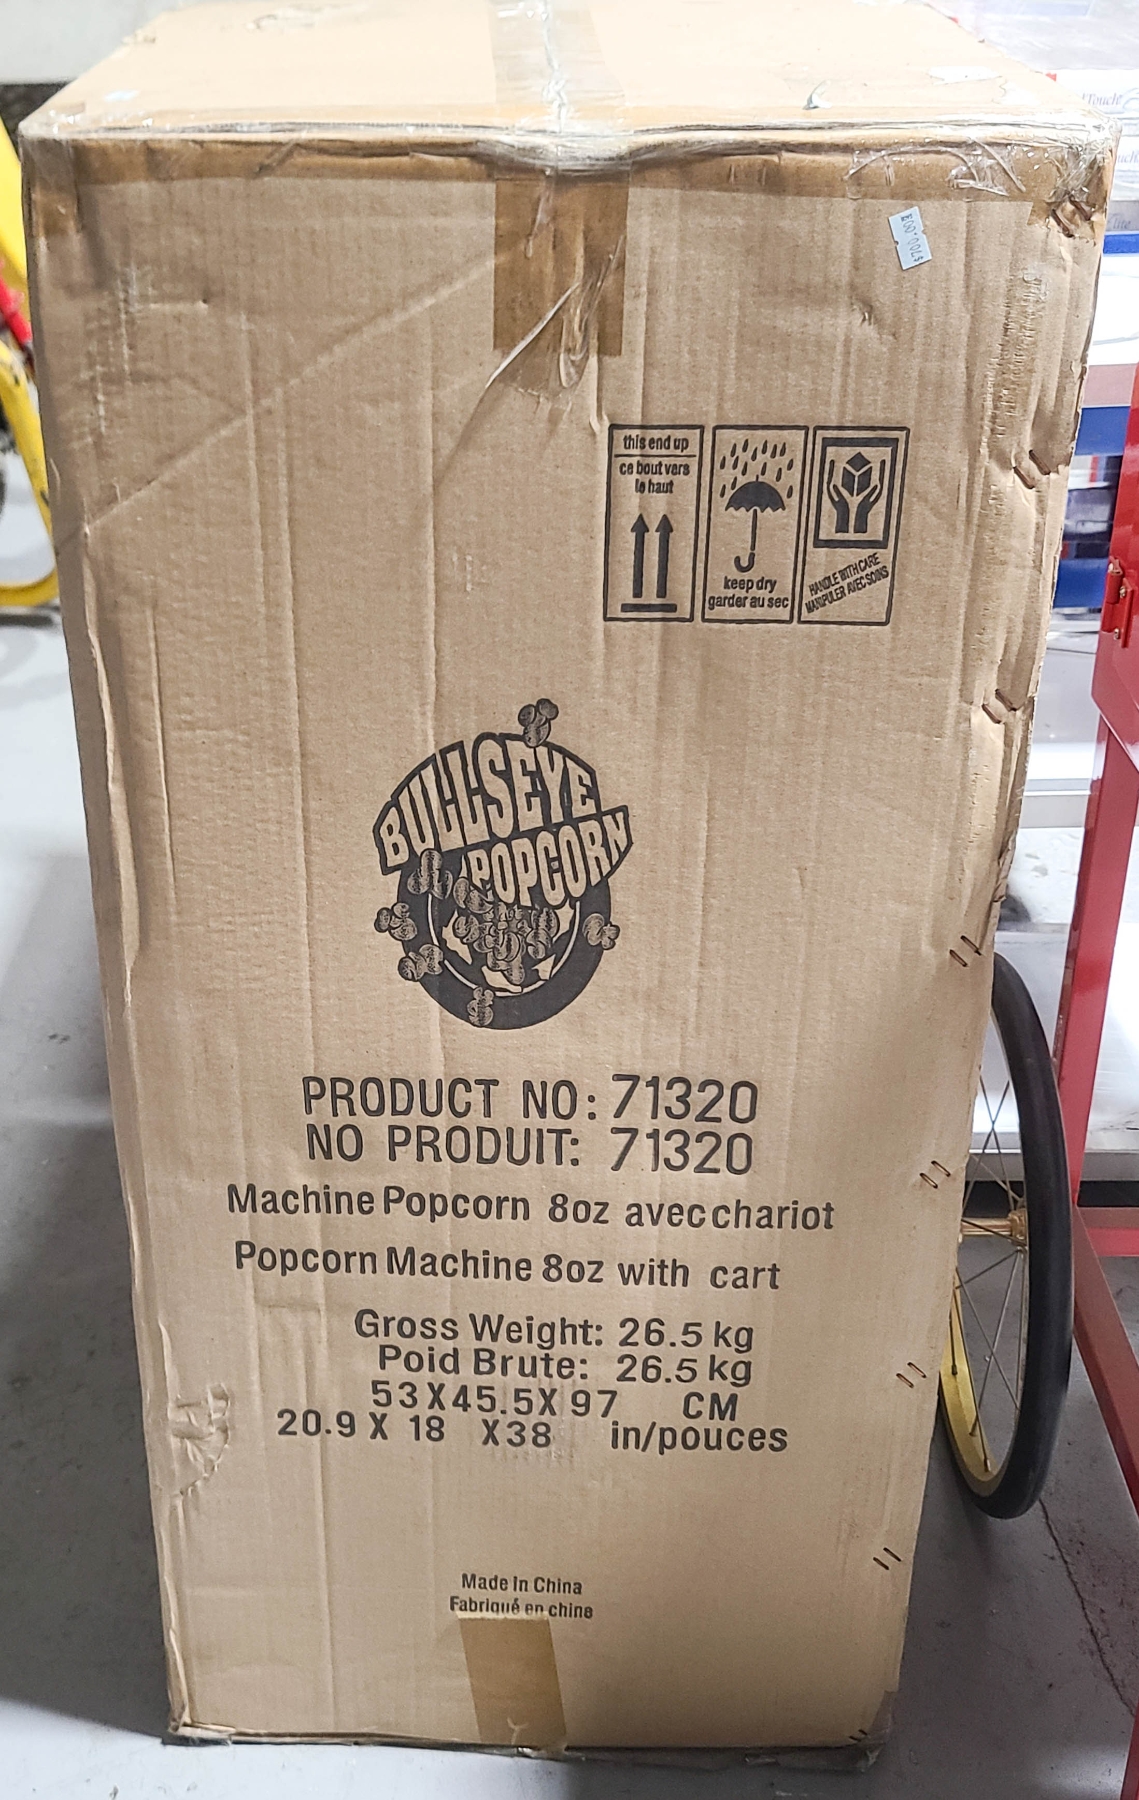 this end up
ce bout vers
le haut
keep dry
garder au sec
HANDLE WITH CARE
MANIPULER AVEC SOINS
BULLSEYE
POPCORN
PRODUCT NO: 71320
NO PRODUIT: 71320
Machine Popcorn 8oz avec chariot
Popcorn Machine 8oz with cart
Gross Weight: 26.5 kg
Poid Brute: 26.5 kg
53 X 45.5 X 97 CM
20.9 X 18 X 38 in/pouces
Made In China
Fabriqué en chine